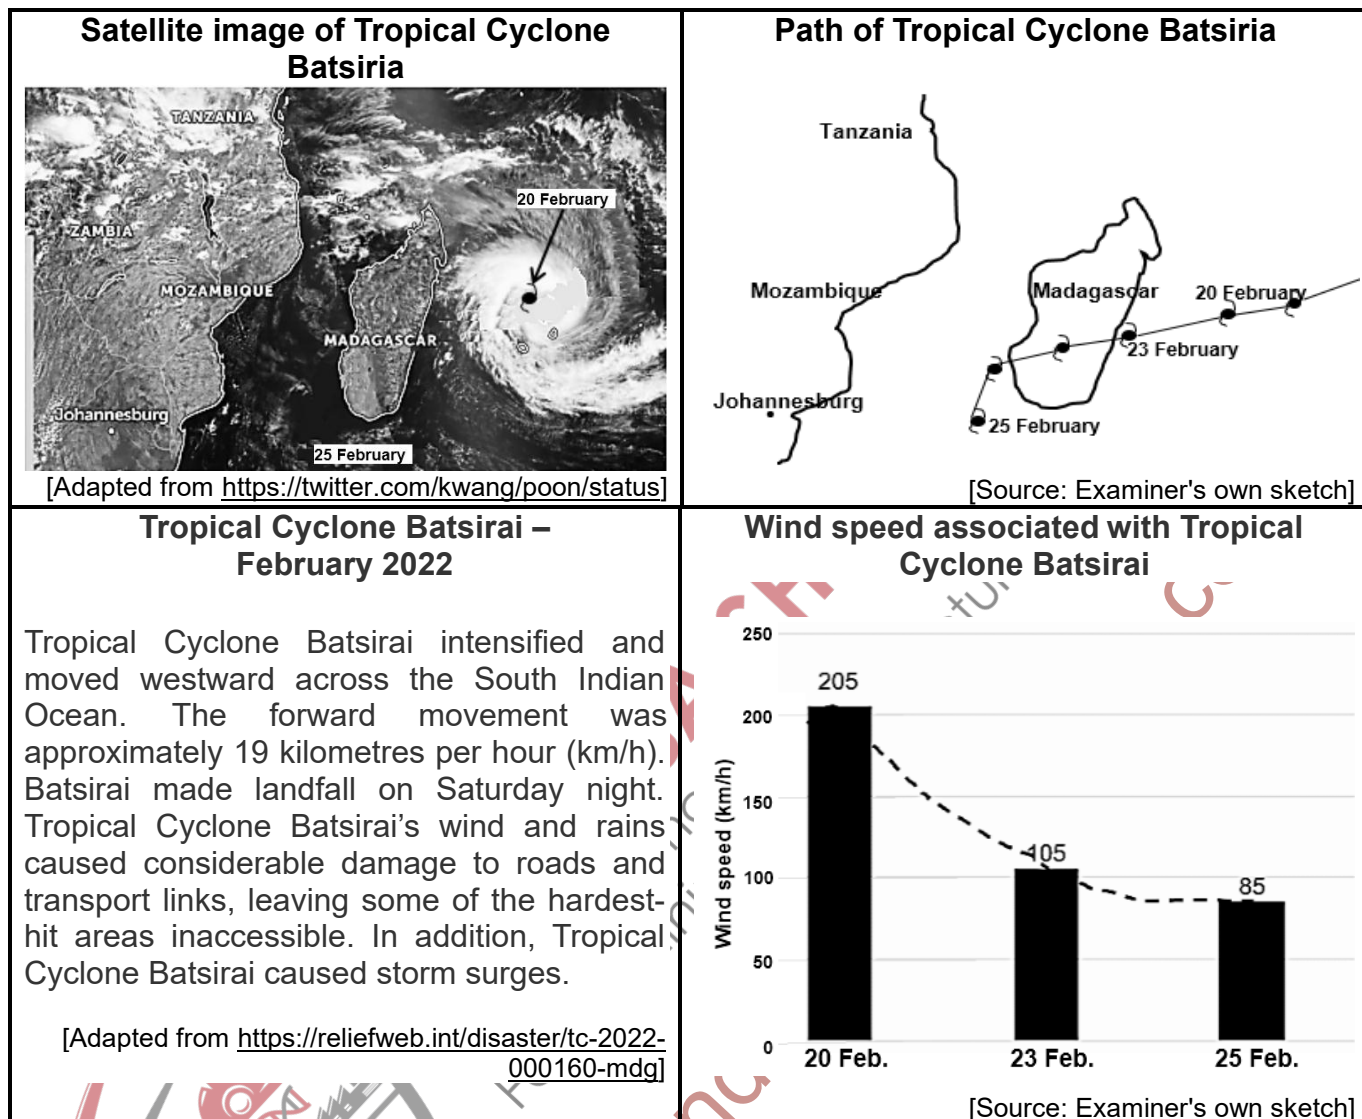 Satellite image of Tropical Cyclone
Batsiria
TANZANIA
20 February
ZAMBIA
MOZAMBIQUE
MADAGASCAR
Johannesburg
25 February
[Adapted from https://twitter.com/kwang/poon/status]
Path of Tropical Cyclone Batsiria
Tanzania
Mozambique
Madagascar
20 February
23 February
Johannesburg
25 February
[Source: Examiner's own sketch]
Tropical Cyclone Batsirai –
February 2022
Tropical Cyclone Batsirai intensified and
moved westward across the South Indian
Ocean. The forward movement was
approximately 19 kilometres per hour (km/h).
Batsirai made landfall on Saturday night.
Tropical Cyclone Batsirai's wind and rains
caused considerable damage to roads and
transport links, leaving some of the hardest-
hit areas inaccessible. In addition, Tropical
Cyclone Batsirai caused storm surges.
[Adapted from https://reliefweb.int/disaster/tc-2022-
000160-mdg]
Wind speed associated with Tropical
Cyclone Batsirai
Wind speed (km/h)
250
200
150
100
50
0
205
105
85
20 Feb.
23 Feb.
25 Feb.
[Source: Examiner's own sketch]